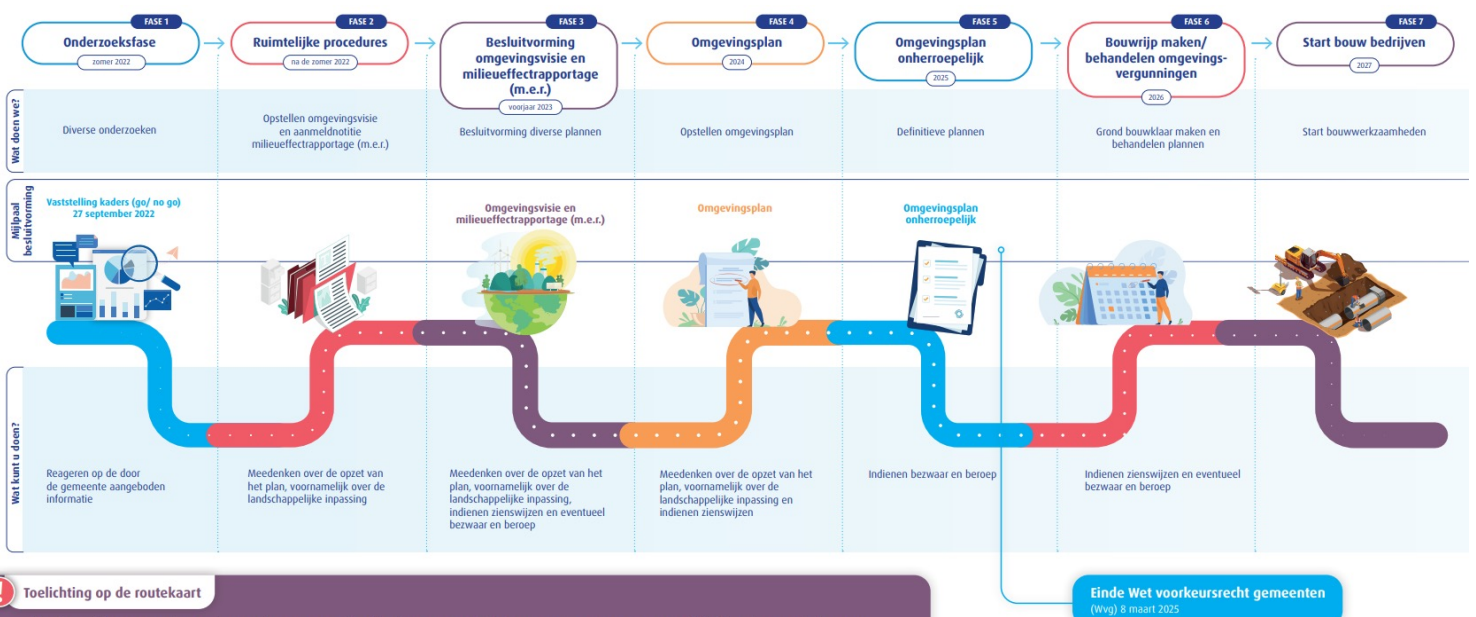 FASE 1
Onderzoeksfase
zomer 2022
FASE 2
Ruimtelijke procedures
na de zomer 2022
FASE 3
Besluitvorming
omgevingsvisie en
milieueffectrapportage
(m.e.r.)
voorjaar 2023
FASE 4
Omgevingsplan
2024
FASE 5
Omgevingsplan
onherroepelijk
2025
FASE 6
Bouwrijp maken/
behandelen omgevings-
vergunningen
2026
FASE 7
Start bouw bedrijven
2027
Wat doen we?
Diverse onderzoeken
Opstellen omgevingsvisie
en aanmeldnotitie
milieueffectrapportage (m.e.r.)
Besluitvorming diverse plannen
Opstellen omgevingsplan
Definitieve plannen
Grond bouwklaar maken en
behandelen plannen
Start bouwwerkzaamheden
Mijlpaal
besluitvorming
Vaststelling kaders (go/ no go)
27 september 2022
Omgevingsvisie en
milieueffectrapportage (m.e.r.)
Omgevingsplan
Omgevingsplan
onherroepelijk
Wat kunt u doen?
Reageren op de door
de gemeente aangeboden
informatie
Meedenken over de opzet van
het plan, voornamelijk over de
landschappelijke inpassing
Meedenken over de opzet van het
plan, voornamelijk over de
landschappelijke inpassing,
indienen zienswijzen en eventueel
bezwaar en beroep
Meedenken over de opzet van het
plan, voornamelijk over de
landschappelijke inpassing en
indienen zienswijzen
Indienen bezwaar en beroep
Indienen zienswijzen en eventueel
bezwaar en beroep
! Toelichting op de routekaart
Einde Wet voorkeursrecht gemeenten
(Wvg) 8 maart 2025